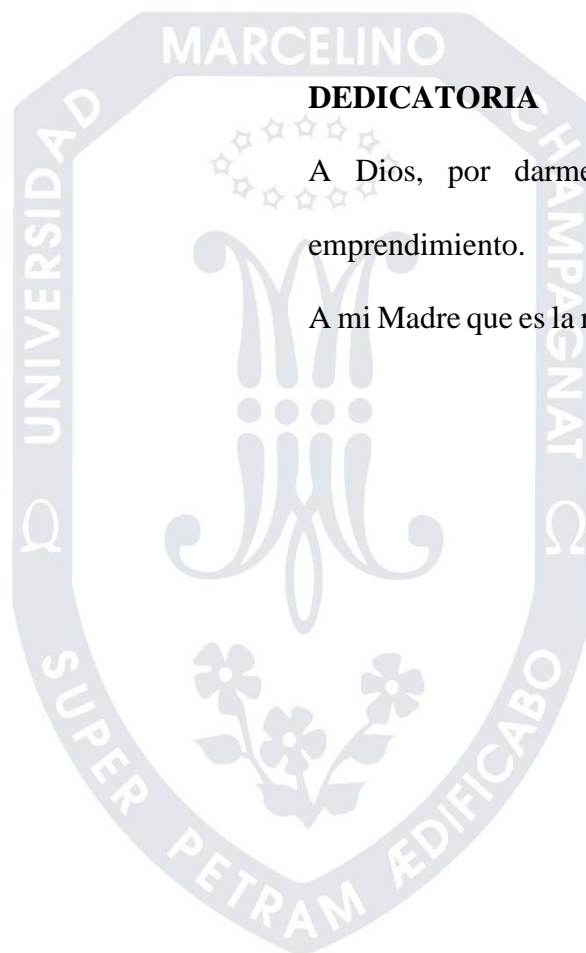 MARCELINO
DEDICATORIA
A Dios, por darme
emprendimiento.
A mi Madre que es la
UNIVERSIDAD
CHAMPAGNAT
SUPER PETRAM ÆDIFICABO